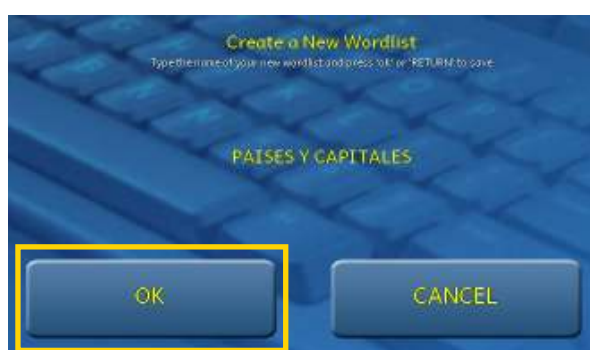 Create a New Wordlist
Type the name of your new wordlist and press 'ok' or 'RETURN' to save
PAISES Y CAPITALES
OK
CANCEL